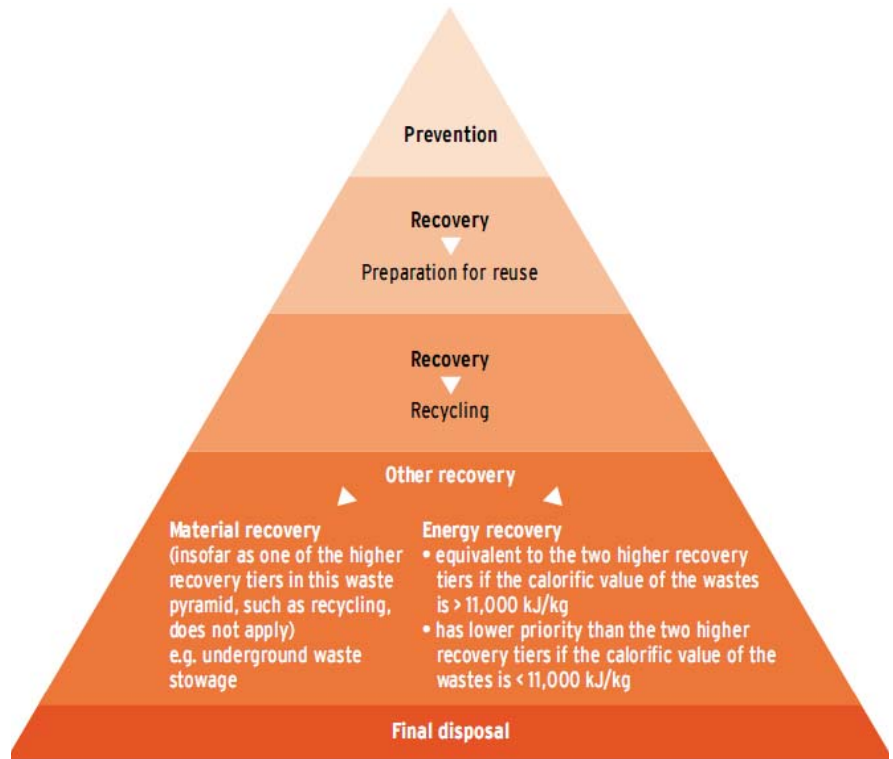 Prevention
Recovery
Preparation for reuse
Recovery
Recycling
Other recovery
Material recovery
(insofar as one of the higher
recovery tiers in this waste
pyramid, such as recycling,
does not apply)
e.g. underground waste
stowage
Energy recovery
• equivalent to the two higher recovery
tiers if the calorific value of the wastes
is > 11,000 kJ/kg
• has lower priority than the two higher
recovery tiers if the calorific value of the
wastes is < 11,000 kJ/kg
Final disposal